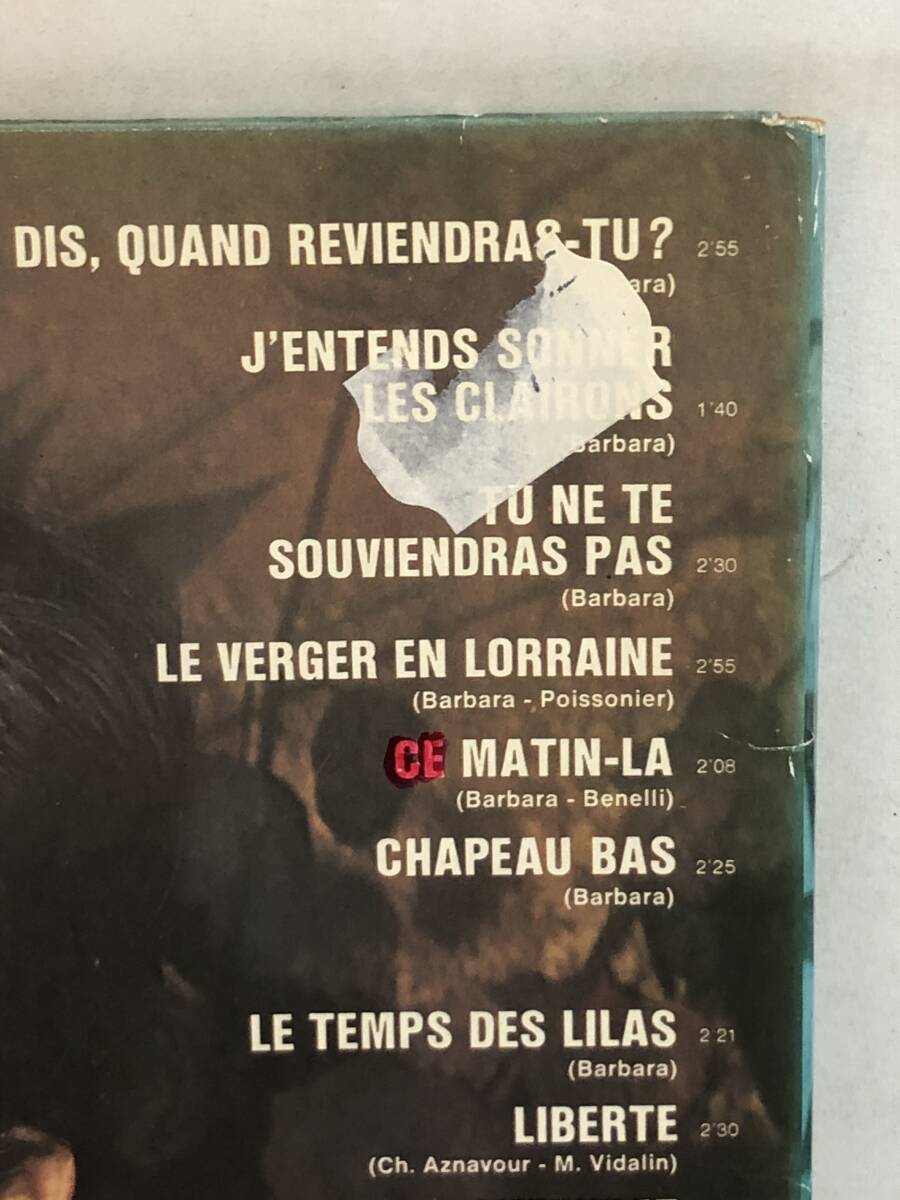 DIS, QUAND REVIENDRAS-TU? 2'55
ara)
J'ENTENDS SONNER
LES CLAIRONS 1'40
(Barbara)
TU NE TE
SOUVIENDRAS PAS 2'30
(Barbara)
LE VERGER EN LORRAINE 2'55
(Barbara - Poissonier)
CE MATIN-LA 2'08
(Barbara - Benelli)
CHAPEAU BAS 2'25
(Barbara)
LE TEMPS DES LILAS 2'21
(Barbara)
LIBERTE 2'30
(Ch. Aznavour - M. Vidalin)